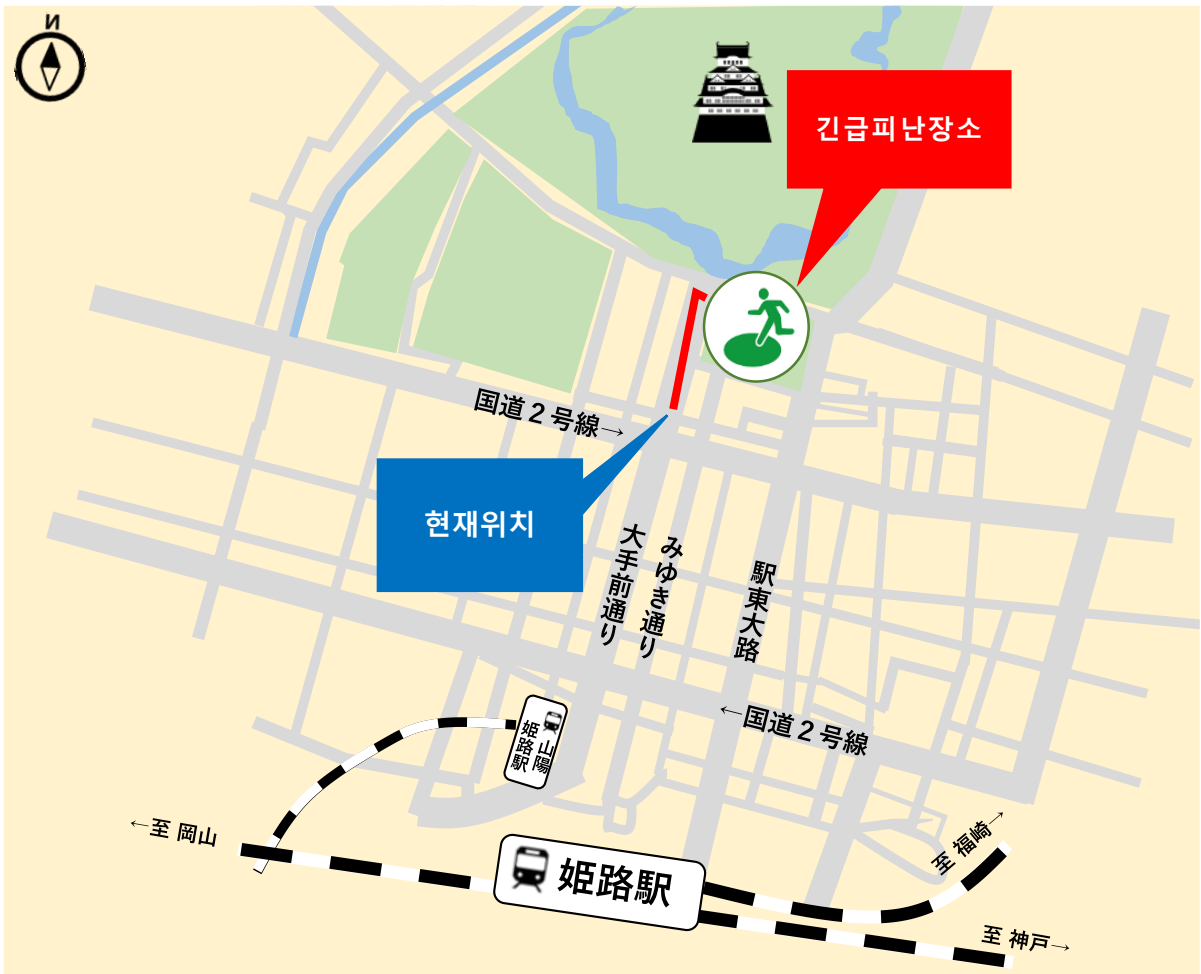 N
긴급피난장소
国道２号線→
현재위치
大手前通り
みゆき通り
駅東大路
←国道２号線
山陽
姫路駅
←至 岡山
姫路駅
至 福崎→
至 神戸→